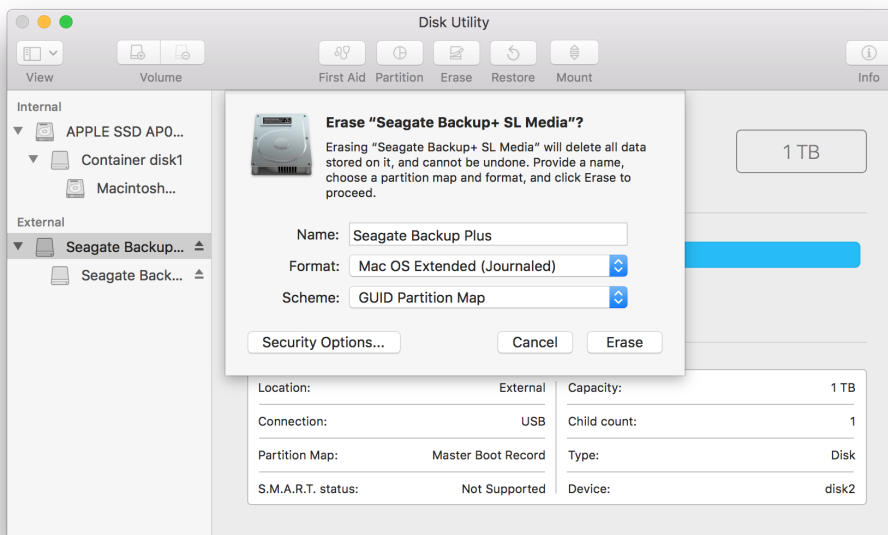 Disk Utility
View
Volume
First Aid
Partition
Erase
Restore
Mount
Info
Internal
APPLE SSD AP0...
Container disk1
Macintosh...
External
Seagate Backup...
Seagate Back...
Erase “Seagate Backup+ SL Media”?
Erasing “Seagate Backup+ SL Media” will delete all data
stored on it, and cannot be undone. Provide a name,
choose a partition map and format, and click Erase to
proceed.
Name: Seagate Backup Plus
Format: Mac OS Extended (Journaled)
Scheme: GUID Partition Map
Security Options...
Cancel
Erase
1 TB
Location: External
Capacity: 1 TB
Connection: USB
Child count: 1
Partition Map: Master Boot Record
Type: Disk
S.M.A.R.T. status: Not Supported
Device: disk2